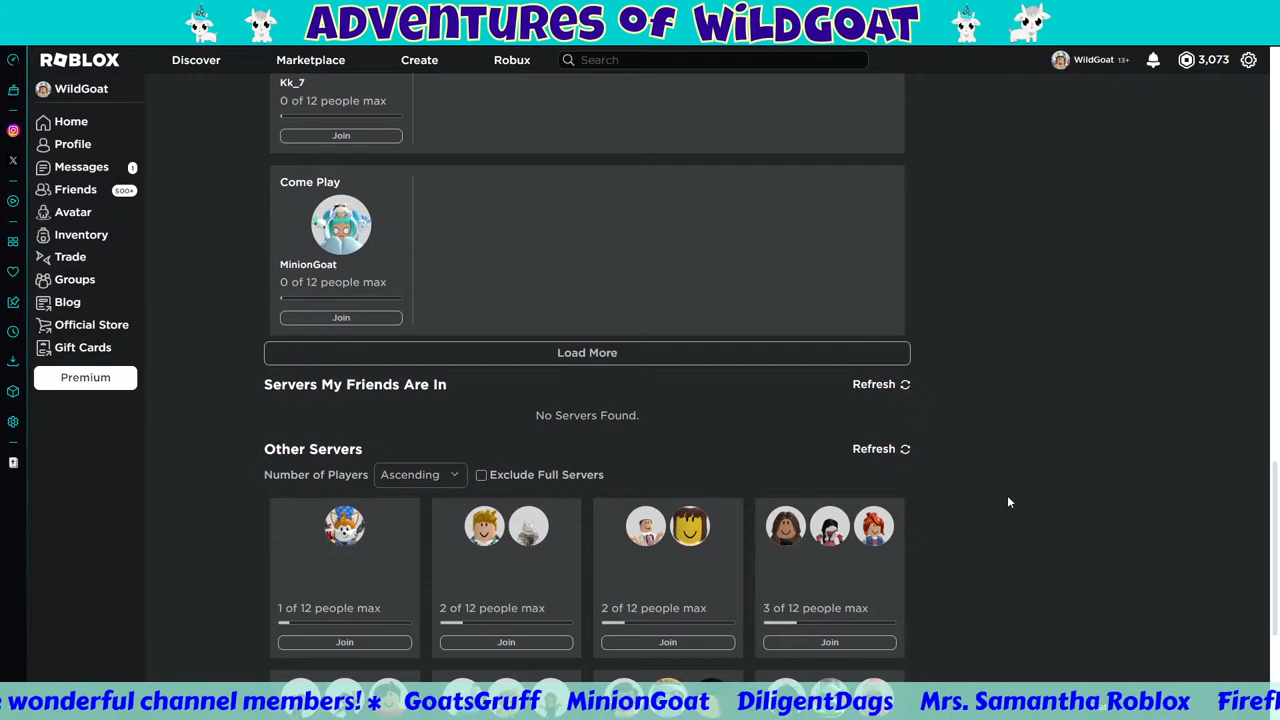 ADVENTURES OF WILDGOAT
ROBLOX Discover Marketplace Create Robux Search WildGoat 13+ 3,073
WildGoat
Home
Profile
Messages 1
Friends 500+
Avatar
Inventory
Trade
Groups
Blog
Official Store
Gift Cards
Premium
Kk_7
0 of 12 people max
Join
Come Play
MinionGoat
0 of 12 people max
Join
Load More
Servers My Friends Are In Refresh
No Servers Found.
Other Servers Refresh
Number of Players Ascending Exclude Full Servers
1 of 12 people max 2 of 12 people max 2 of 12 people max 3 of 12 people max
Join Join Join Join
wonderful channel members! * GoatsGruff MinionGoat DiligentDags Mrs. Samantha Roblox